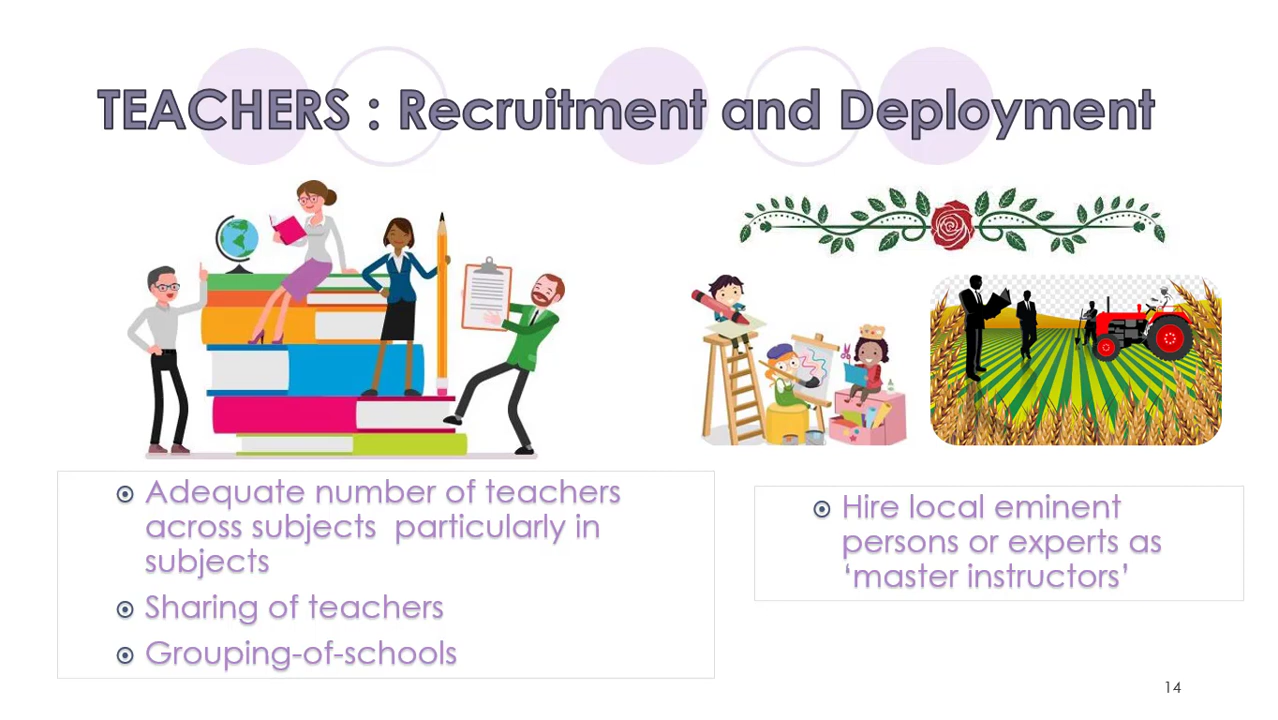 TEACHERS : Recruitment and Deployment
Adequate number of teachers
across subjects particularly in
subjects
Sharing of teachers
Grouping-of-schools
Hire local eminent
persons or experts as
‘master instructors’
14